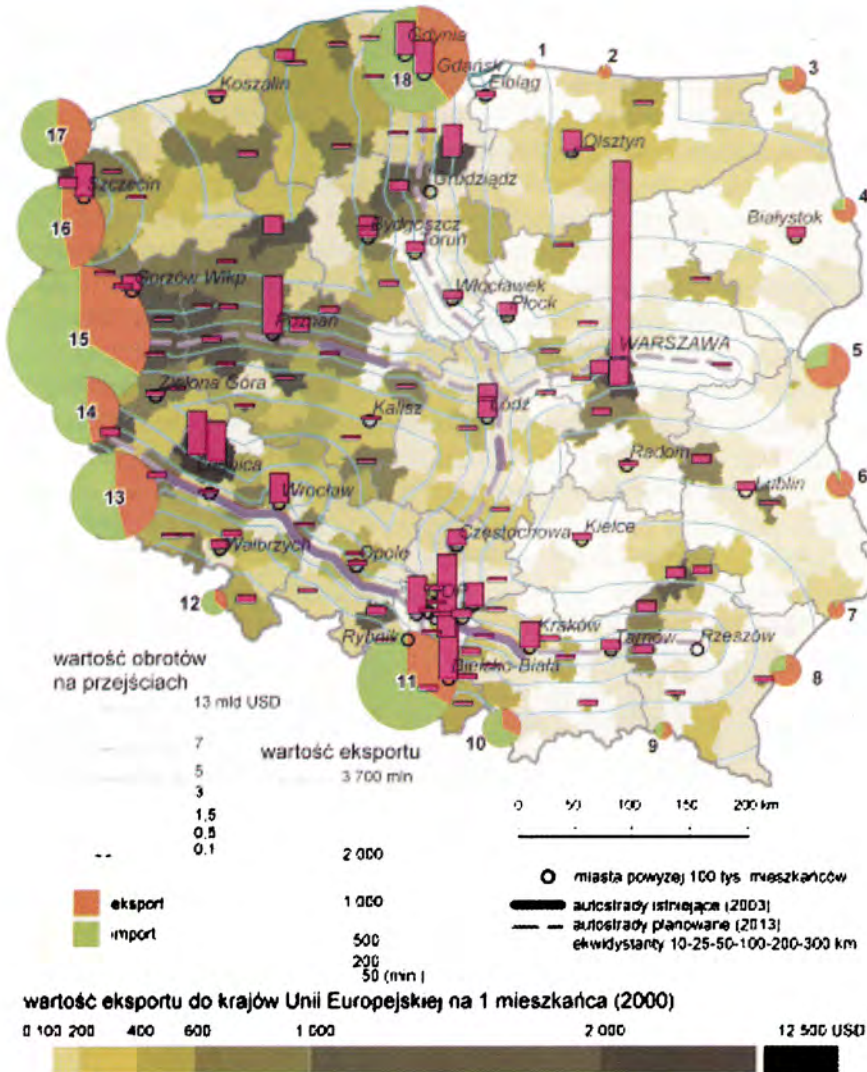 Gdynia
1
2
3
18
Gdańsk
Koszalin
Elbląg
17
Olsztyn
Szczecin
Grudziądz
4
16
Bydgoszcz
Białystok
Toruń
Gorzów Wlkp
Włocławek
Płock
15
Poznań
WARSZAWA
5
Zielona Góra
14
Kalisz
Łódź
Radom
13
Wrocław
Lublin
6
Częstochowa
Kielce
Wałbrzych
Opole
12
7
Rybnik
Kraków
Tarnów
Rzeszów
wartość obrotów
na przejściach
Bielsko-Biała
11
8
13 mld USD
10
9
7
wartość eksportu
5
3 700 mln
3
0 50 92 150 200 km
1.5
0.5
0.1
2 000
miasta powyżej 100 tys. mieszkańców
eksport
1 000
autostrady istniejące (2003)
import
autostrady planowane (2013)
500
ekwidystanty 10-25-50-100-200-300 km
200
50 (mln)
wartość eksportu do krajów Unii Europejskiej na 1 mieszkańca (2000)
0 100 200 400 600 1 000 2 000 12 500 USD